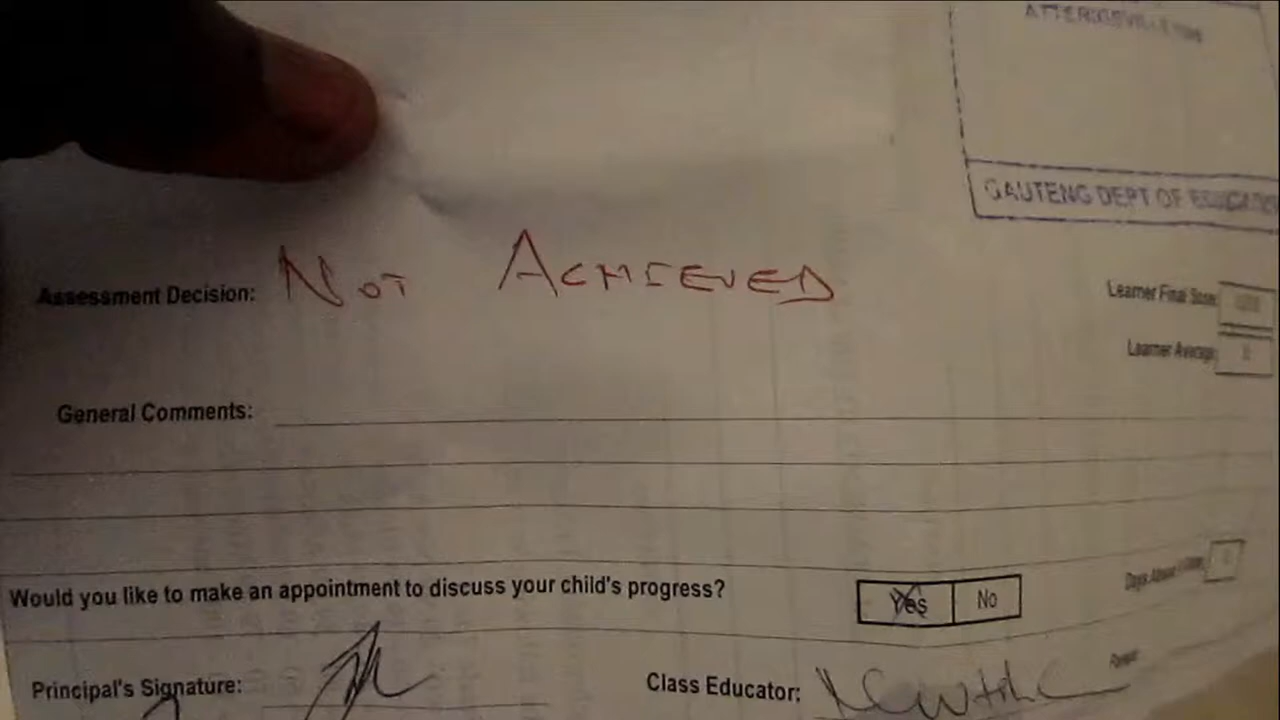 GAUTENG DEPT OF EDUCATION
Assessment Decision: NOT ACHIEVED
Learner Final Score:
Learner Average:
General Comments:
Would you like to make an appointment to discuss your child's progress? Yes No
Principal's Signature:
Class Educator: